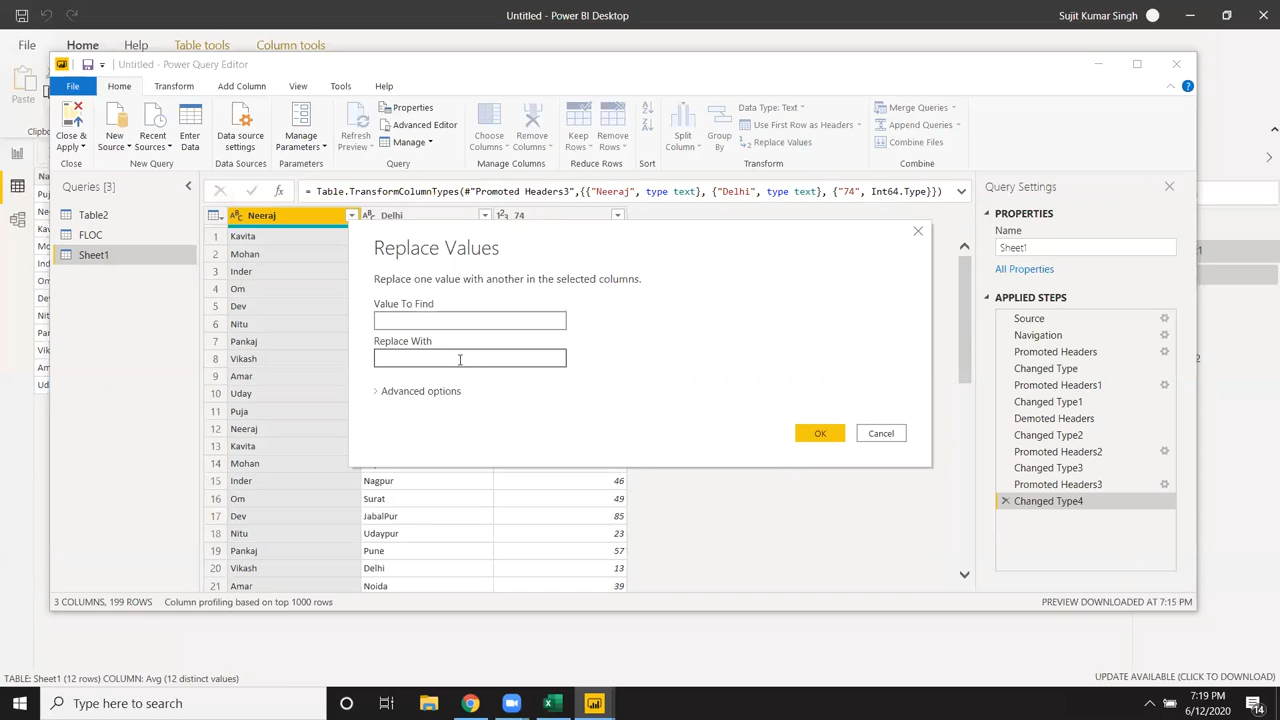 Untitled - Power BI Desktop
Sujit Kumar Singh
File
Home
Help
Table tools
Column tools
Paste
Untitled - Power Query Editor
File
Home
Transform
Add Column
View
Tools
Help
Close & Apply
New Source
Recent Sources
Enter Data
Data source settings
Manage Parameters
Refresh Preview
Properties
Advanced Editor
Manage
Choose Columns
Remove Columns
Keep Rows
Remove Rows
Split Column
Group By
Data Type: Text
Use First Row as Headers
Replace Values
Merge Queries
Append Queries
Combine Files
Close
New Query
Data Sources
Parameters
Query
Manage Columns
Reduce Rows
Sort
Transform
Combine
Queries [3]
Table2
FLOC
Sheet1
= Table.TransformColumnTypes(#"Promoted Headers3",{{"Neeraj", type text}, {"Delhi", type text}, {"74", Int64.Type}})
Neeraj
Delhi
74
1 Kavita
2 Mohan
3 Inder
4 Om
5 Dev
6 Nitu
7 Pankaj
8 Vikash
9 Amar
10 Uday
11 Puja
12 Neeraj
13 Kavita
14 Mohan
15 Inder Nagpur 46
16 Om Surat 49
17 Dev JabalPur 85
18 Nitu Udaypur 23
19 Pankaj Pune 57
20 Vikash Delhi 13
21 Amar Noida 39
Replace Values
Replace one value with another in the selected columns.
Value To Find
Replace With
Advanced options
OK
Cancel
Query Settings
PROPERTIES
Name
Sheet1
All Properties
APPLIED STEPS
Source
Navigation
Promoted Headers
Changed Type
Promoted Headers1
Changed Type1
Demoted Headers
Changed Type2
Promoted Headers2
Changed Type3
Promoted Headers3
Changed Type4
3 COLUMNS, 199 ROWS
Column profiling based on top 1000 rows
PREVIEW DOWNLOADED AT 7:15 PM
TABLE: Sheet1 (12 rows) COLUMN: Avg (12 distinct values)
UPDATE AVAILABLE (CLICK TO DOWNLOAD)
Type here to search
7:19 PM
6/12/2020
14